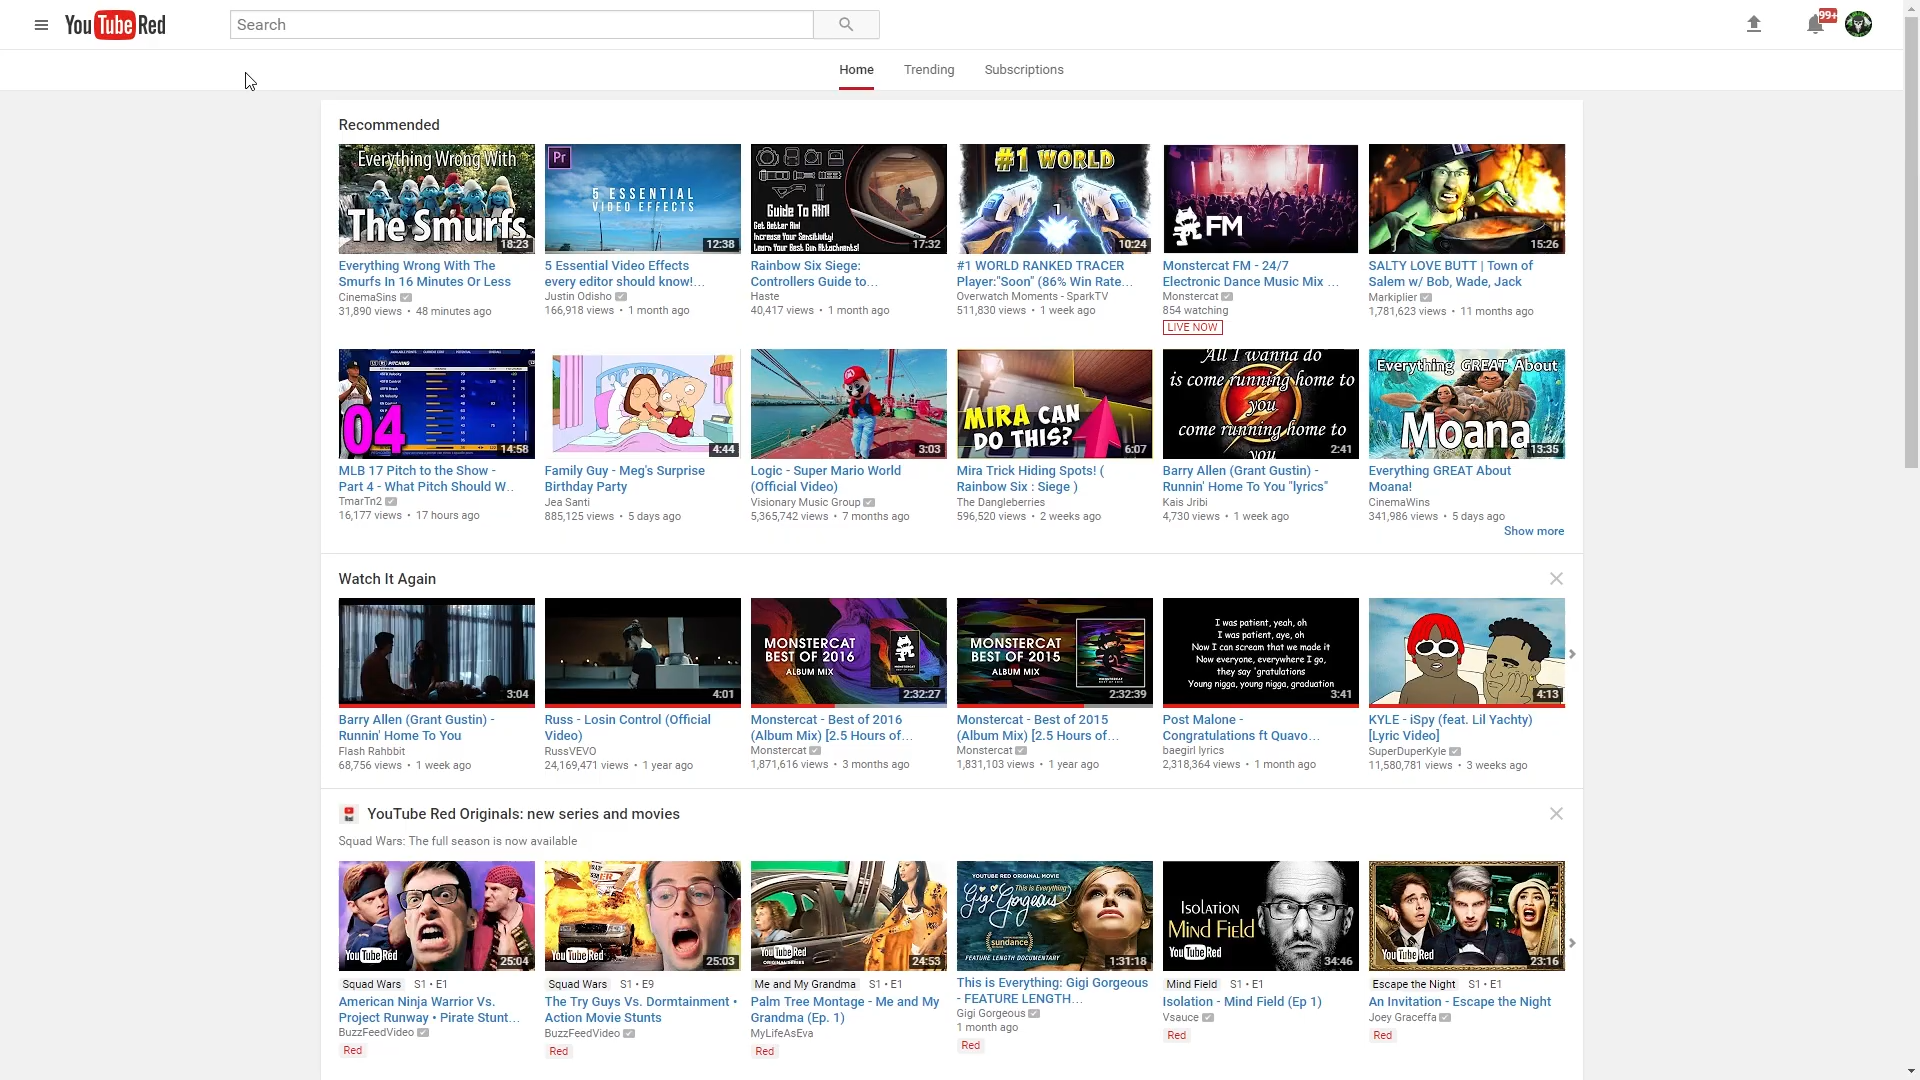 YouTube Red
Search
99+
Home Trending Subscriptions
Recommended
Everything Wrong With
The Smurfs
18:23
Pr
5 ESSENTIAL
VIDEO EFFECTS
12:38
Guide To AIM!
Get Better Aim!
Increase Your Sensitivity!
Learn Your Best Gun Attachments!
17:32
#1 WORLD
1
10:24
FM
15:26
Everything Wrong With The
Smurfs In 16 Minutes Or Less
CinemaSins
31,890 views • 48 minutes ago
5 Essential Video Effects
every editor should know!...
Justin Odisho
166,918 views • 1 month ago
Rainbow Six Siege:
Controllers Guide to...
Haste
40,417 views • 1 month ago
#1 WORLD RANKED TRACER
Player:"Soon" (86% Win Rate...
Overwatch Moments - SparkTV
511,830 views • 1 week ago
Monstercat FM - 24/7
Electronic Dance Music Mix ...
Monstercat
854 watching
LIVE NOW
SALTY LOVE BUTT | Town of
Salem w/ Bob, Wade, Jack
Markiplier
1,781,623 views • 11 months ago
PITCHING
04
14:58
4:44
3:03
MIRA CAN
DO THIS?
6:07
All I wanna do
is come running home to
you
come running home to
you
2:41
Everything GREAT About
Moana
13:35
MLB 17 Pitch to the Show -
Part 4 - What Pitch Should W..
TmarTn2
16,177 views • 17 hours ago
Family Guy - Meg's Surprise
Birthday Party
Jea Santi
885,125 views • 5 days ago
Logic - Super Mario World
(Official Video)
Visionary Music Group
5,365,742 views • 7 months ago
Mira Trick Hiding Spots! (
Rainbow Six : Siege )
The Dangleberries
596,520 views • 2 weeks ago
Barry Allen (Grant Gustin) -
Runnin' Home To You "lyrics"
Kais Jribi
4,730 views • 1 week ago
Everything GREAT About
Moana!
CinemaWins
341,986 views • 5 days ago
Show more
Watch It Again
3:04
4:01
MONSTERCAT
BEST OF 2016
ALBUM MIX
2:32:27
MONSTERCAT
BEST OF 2015
ALBUM MIX
2:32:39
I was patient, yeah, oh
I was patient, aye, oh
Now I can scream that we made it
Now everyone, everywhere I go,
they say 'gratulations
Young nigga, young nigga, graduation
3:41
4:13
Barry Allen (Grant Gustin) -
Runnin' Home To You
Flash Rahbbit
68,756 views • 1 week ago
Russ - Losin Control (Official
Video)
RussVEVO
24,169,471 views • 1 year ago
Monstercat - Best of 2016
(Album Mix) [2.5 Hours of...
Monstercat
1,871,616 views • 3 months ago
Monstercat - Best of 2015
(Album Mix) [2.5 Hours of...
Monstercat
1,831,103 views • 1 year ago
Post Malone -
Congratulations ft Quavo...
baegirl lyrics
2,318,364 views • 1 month ago
KYLE - iSpy (feat. Lil Yachty)
[Lyric Video]
SuperDuperKyle
11,580,781 views • 3 weeks ago
YouTube Red Originals: new series and movies
Squad Wars: The full season is now available
YouTube Red
25:04
YouTube Red
25:03
YouTube Red
ORIGINAL SERIES
24:53
YOUTUBE RED ORIGINAL MOVIE
This is Everything
Gigi Gorgeous
sundance
FEATURE LENGTH DOCUMENTARY
1:31:18
ISOLATION
MIND FIELD
YouTube Red
34:46
YouTube Red
23:16
Squad Wars S1 • E1
American Ninja Warrior Vs.
Project Runway • Pirate Stunt...
BuzzFeedVideo
Red
Squad Wars S1 • E9
The Try Guys Vs. Dormtainment •
Action Movie Stunts
BuzzFeedVideo
Red
Me and My Grandma S1 • E1
Palm Tree Montage - Me and My
Grandma (Ep. 1)
MyLifeAsEva
Red
This is Everything: Gigi Gorgeous
- FEATURE LENGTH...
Gigi Gorgeous
1 month ago
Red
Mind Field S1 • E1
Isolation - Mind Field (Ep 1)
Vsauce
Red
Escape the Night S1 • E1
An Invitation - Escape the Night
Joey Graceffa
Red